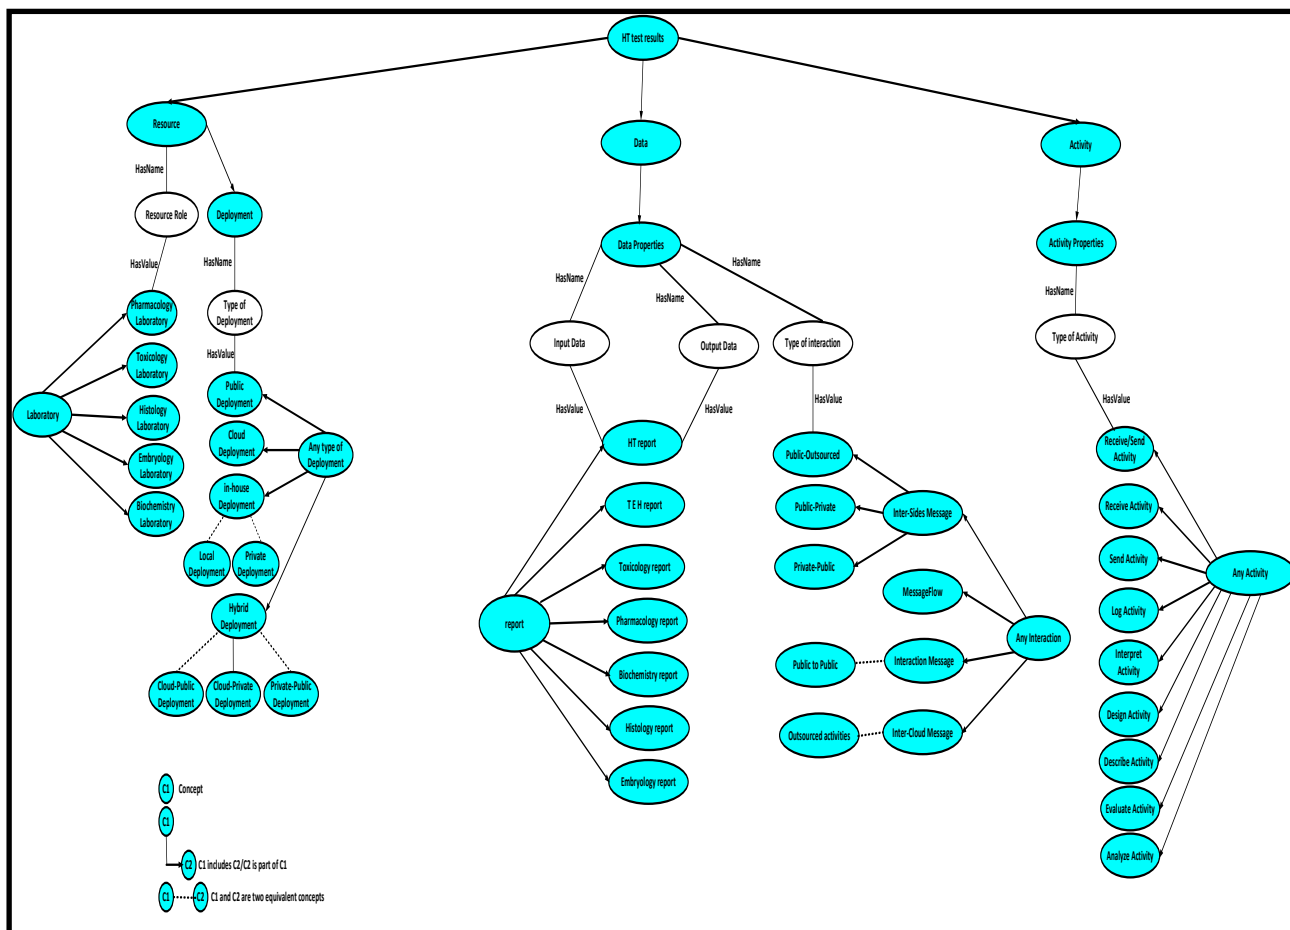 HT test results
Resource
Data
Activity
HasName
Resource Role
Deployment
Data Properties
Activity Properties
HasValue
HasName
HasName
HasName
HasName
HasName
Pharmacology
Laboratory
Type of
Deployment
Input Data
Output Data
Type of interaction
Type of Activity
Toxicology
Laboratory
HasValue
Public
Deployment
Laboratory
Histology
Laboratory
HasValue
HasValue
HasValue
HasValue
Cloud
Deployment
Any type of
Deployment
HT report
Public-Outsourced
Receive/Send
Activity
Embryology
Laboratory
in-house
Deployment
Biochemistry
Laboratory
T E H report
Public-Private
Inter-Sides Message
Receive Activity
Local
Deployment
Private
Deployment
Toxicology report
Private-Public
Send Activity
Any Activity
MessageFlow
Log Activity
Hybrid
Deployment
report
Pharmacology report
Any Interaction
Cloud-Public
Deployment
Cloud-Private
Deployment
Private-Public
Deployment
Biochemistry report
Public to Public
Interaction Message
Interpret
Activity
Histology report
Outsourced activities
Inter-Cloud Message
Design Activity
Describe Activity
Embryology report
Evaluate Activity
Analyze Activity
C1
Concept
C1
C2
C1 includes C2/C2 is part of C1
C1
C2
C1 and C2 are two equivalent concepts